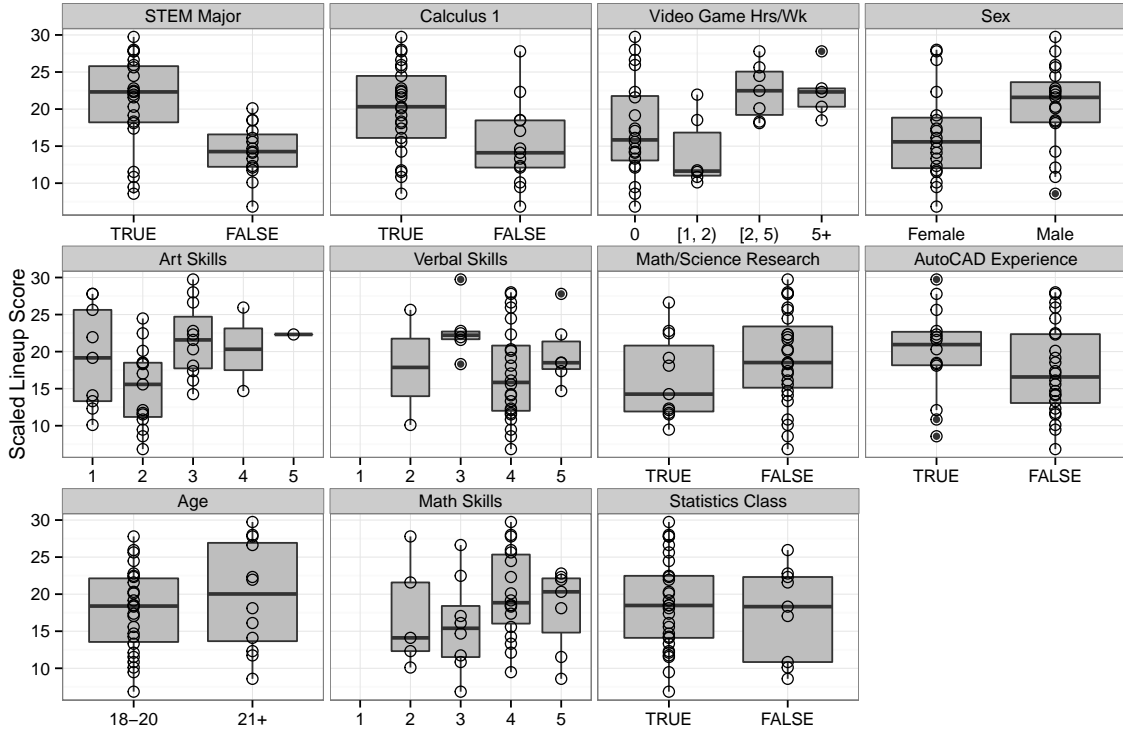 STEM Major Calculus 1 Video Game Hrs/Wk Sex
30
25
20
15
10
TRUE FALSE TRUE FALSE 0 [1, 2) [2, 5) 5+ Female Male
Art Skills Verbal Skills Math/Science Research AutoCAD Experience
Scaled Lineup Score
30
25
20
15
10
1 2 3 4 5 1 2 3 4 5 TRUE FALSE TRUE FALSE
Age Math Skills Statistics Class
30
25
20
15
10
18−20 21+ 1 2 3 4 5 TRUE FALSE